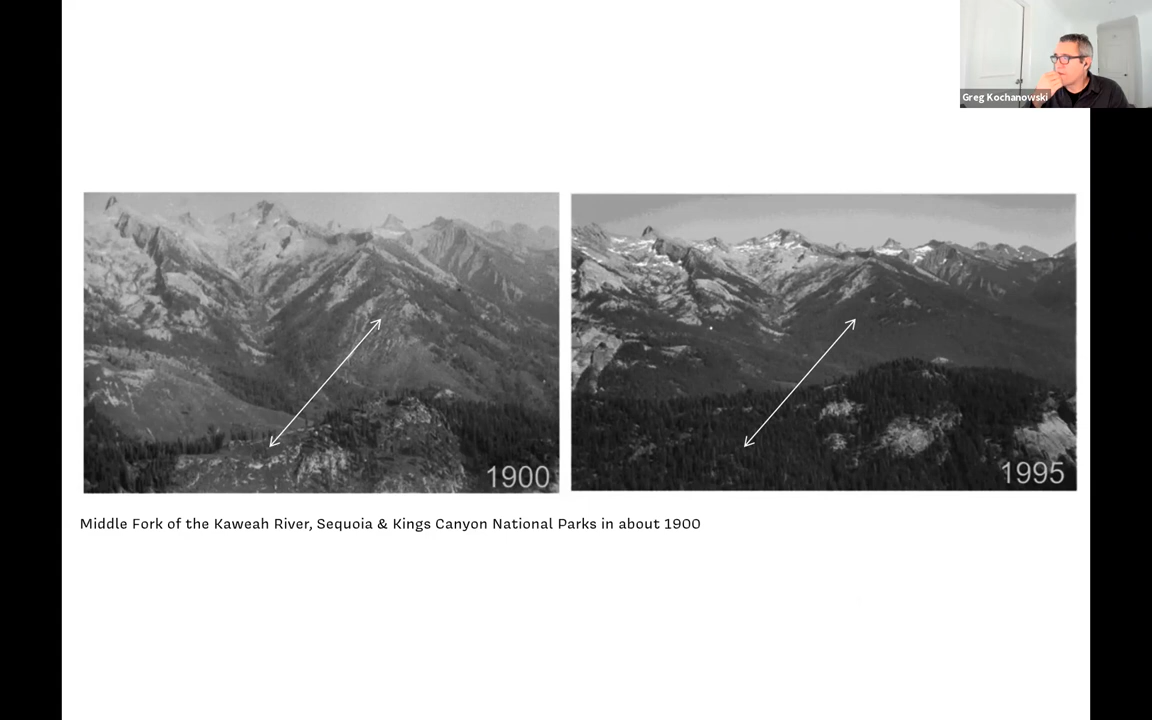 Greg Kochanowski
1900
1995
Middle Fork of the Kaweah River, Sequoia & Kings Canyon National Parks in about 1900